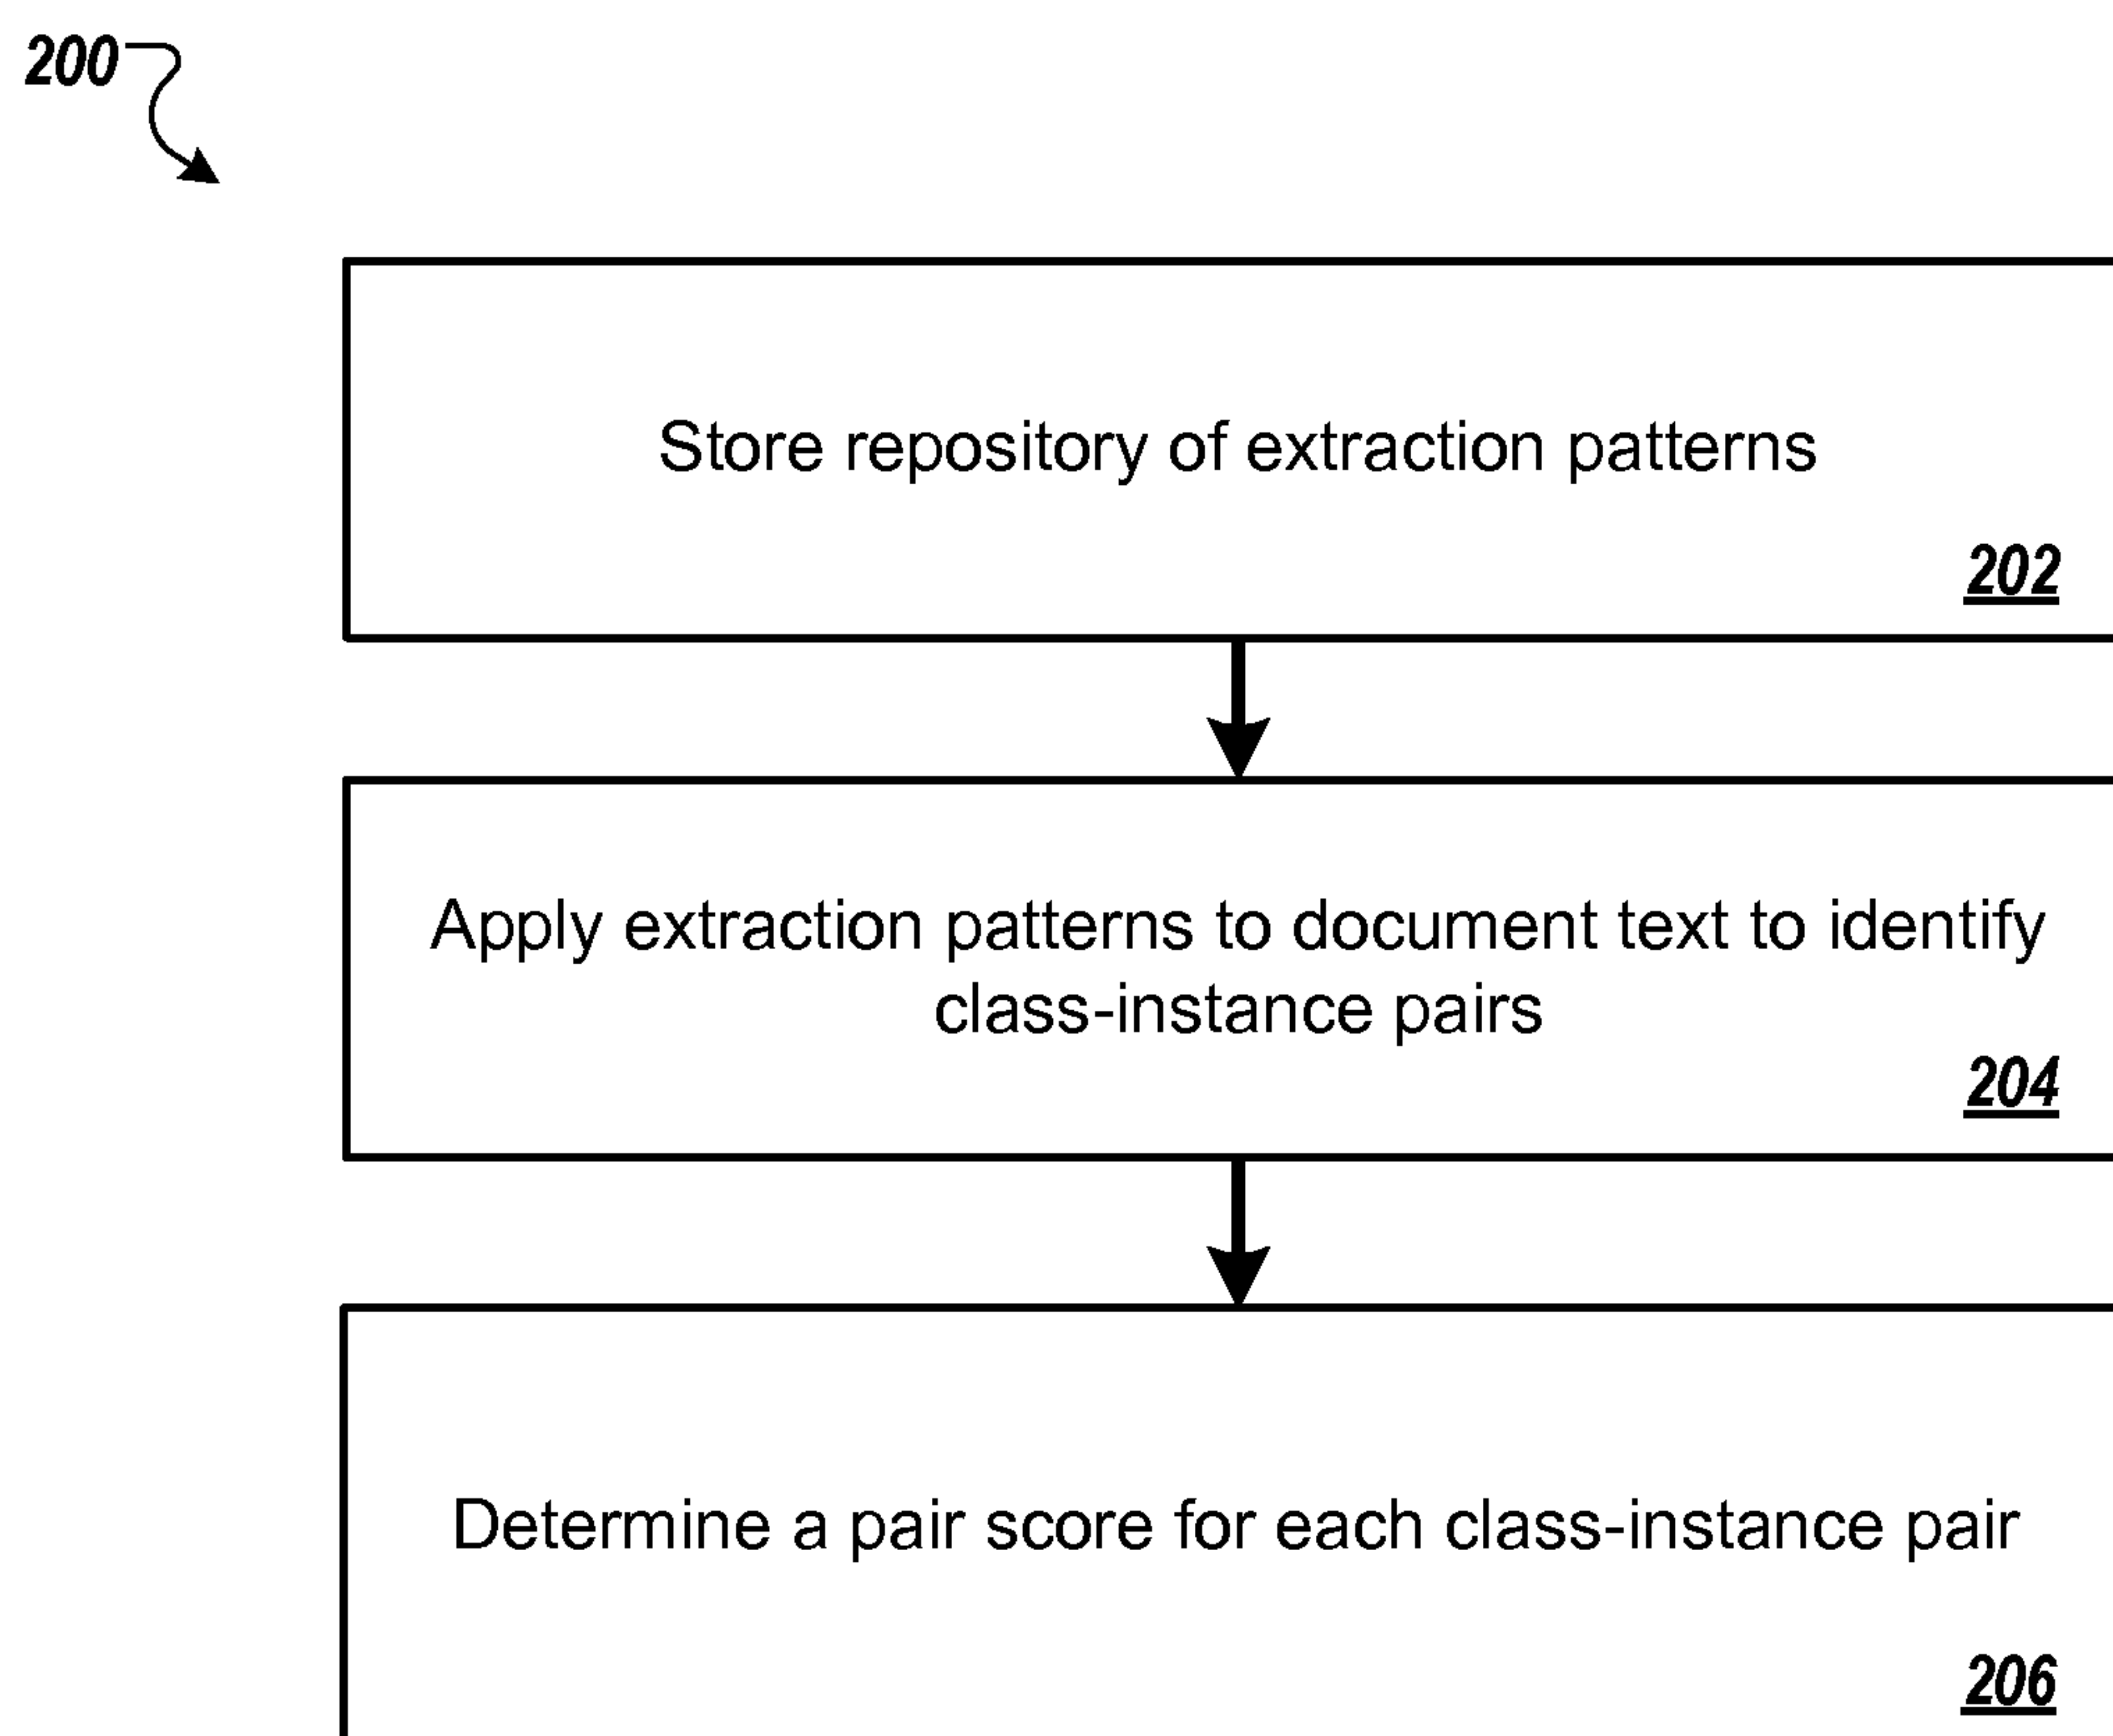 200
Store repository of extraction patterns
202
Apply extraction patterns to document text to identify
class-instance pairs
204
Determine a pair score for each class-instance pair
206